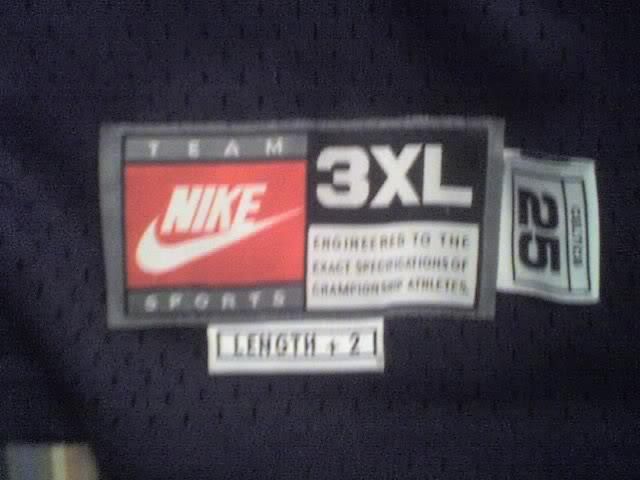 TEAM
NIKE
SPORTS
3XL
ENGINEERED TO THE
EXACT SPECIFICATIONS OF
CHAMPIONSHIP ATHLETES.
LENGTH + 2
25